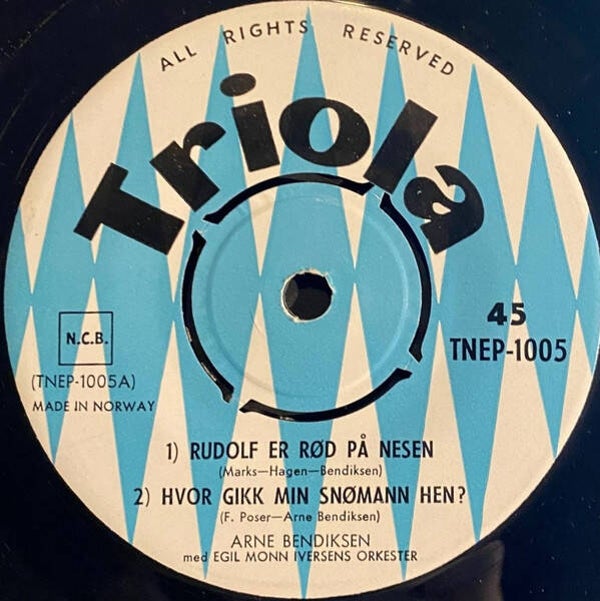 ALL RIGHTS RESERVED
Triola
45
TNEP-1005
N.C.B.
(TNEP-1005A)
MADE IN NORWAY
1) RUDOLF ER RØD PÅ NESEN
(Marks—Hagen—Bendiksen)
2) HVOR GIKK MIN SNØMANN HEN?
(F. Poser—Arne Bendiksen)
ARNE BENDIKSEN
med EGIL MONN IVERSENS ORKESTER